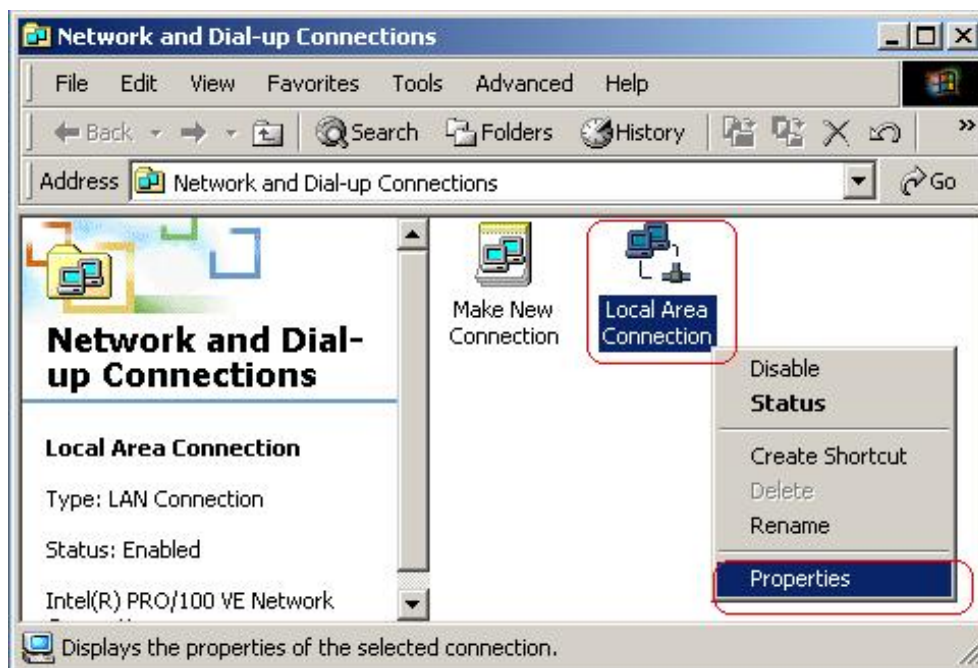 Network and Dial-up Connections
File Edit View Favorites Tools Advanced Help
Back Search Folders History »
Address Network and Dial-up Connections Go
Network and Dial-
up Connections
Local Area Connection
Type: LAN Connection
Status: Enabled
Intel(R) PRO/100 VE Network
Make New
Connection
Local Area
Connection
Disable
Status
Create Shortcut
Delete
Rename
Properties
Displays the properties of the selected connection.